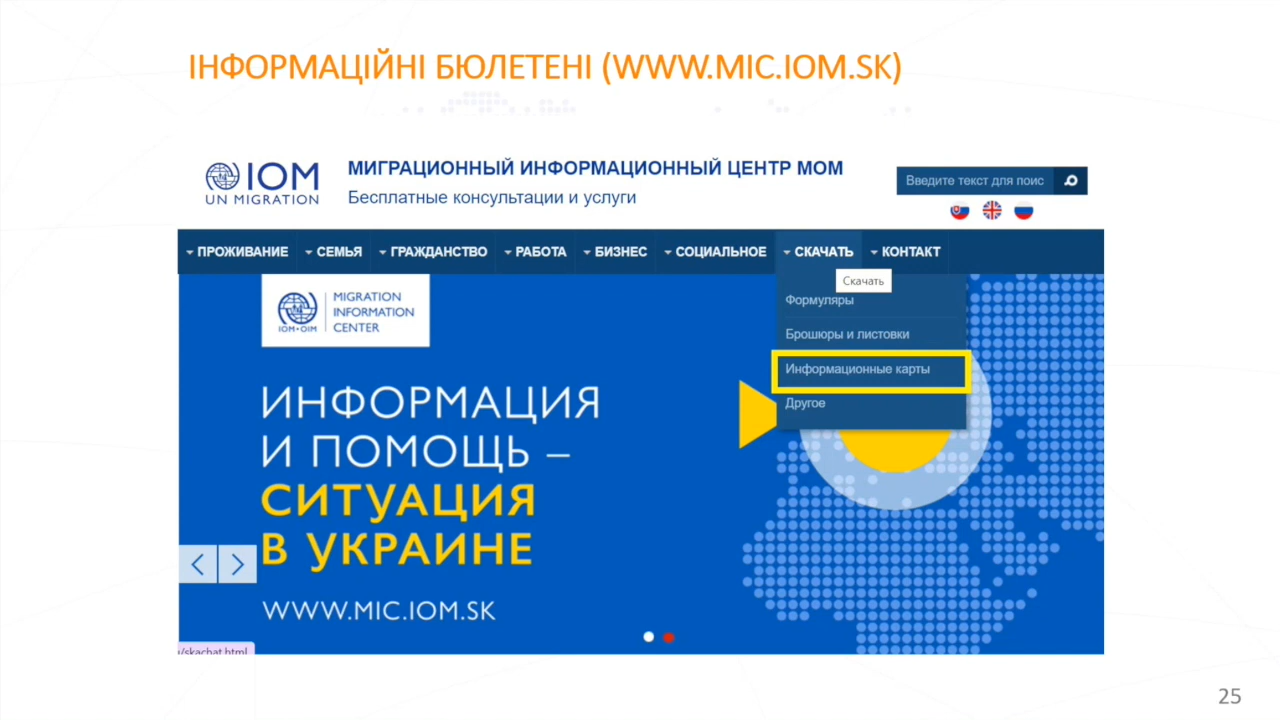 ІНФОРМАЦІЙНІ БЮЛЕТЕНІ (WWW.MIC.IOM.SK)
IOM
UN MIGRATION
МИГРАЦИОННЫЙ ИНФОРМАЦИОННЫЙ ЦЕНТР МОМ
Бесплатные консультации и услуги
Введите текст для поис
ПРОЖИВАНИЕ СЕМЬЯ ГРАЖДАНСТВО РАБОТА БИЗНЕС СОЦИАЛЬНОЕ СКАЧАТЬ КОНТАКТ
Скачать
Формуляры
Брошюры и листовки
Информационные карты
Другое
IOM•OIM
MIGRATION
INFORMATION
CENTER
ИНФОРМАЦИЯ
И ПОМОЩЬ –
СИТУАЦИЯ
В УКРАИНЕ
WWW.MIC.IOM.SK
/skachat.html
25